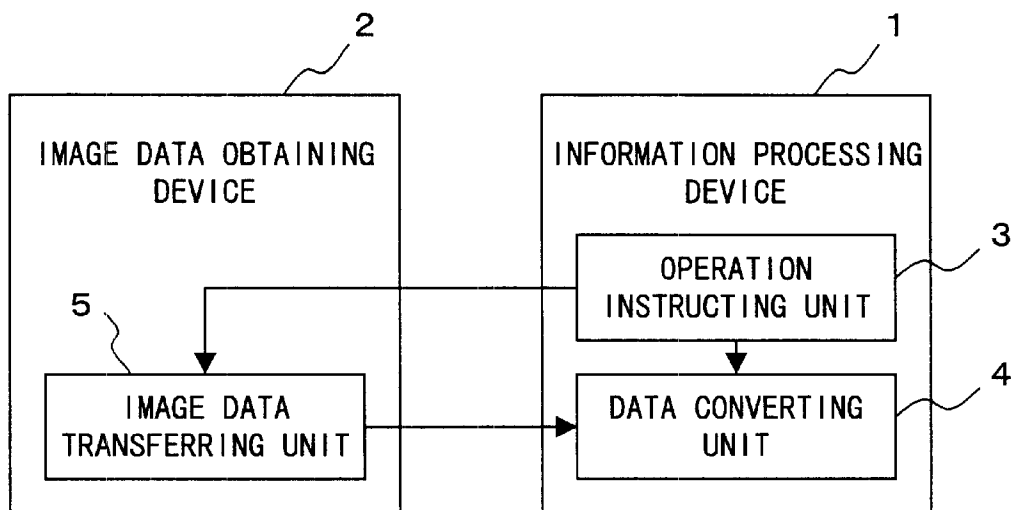 2
1
IMAGE DATA OBTAINING
DEVICE
INFORMATION PROCESSING
DEVICE
3
OPERATION
INSTRUCTING UNIT
5
IMAGE DATA
TRANSFERRING UNIT
4
DATA CONVERTING
UNIT